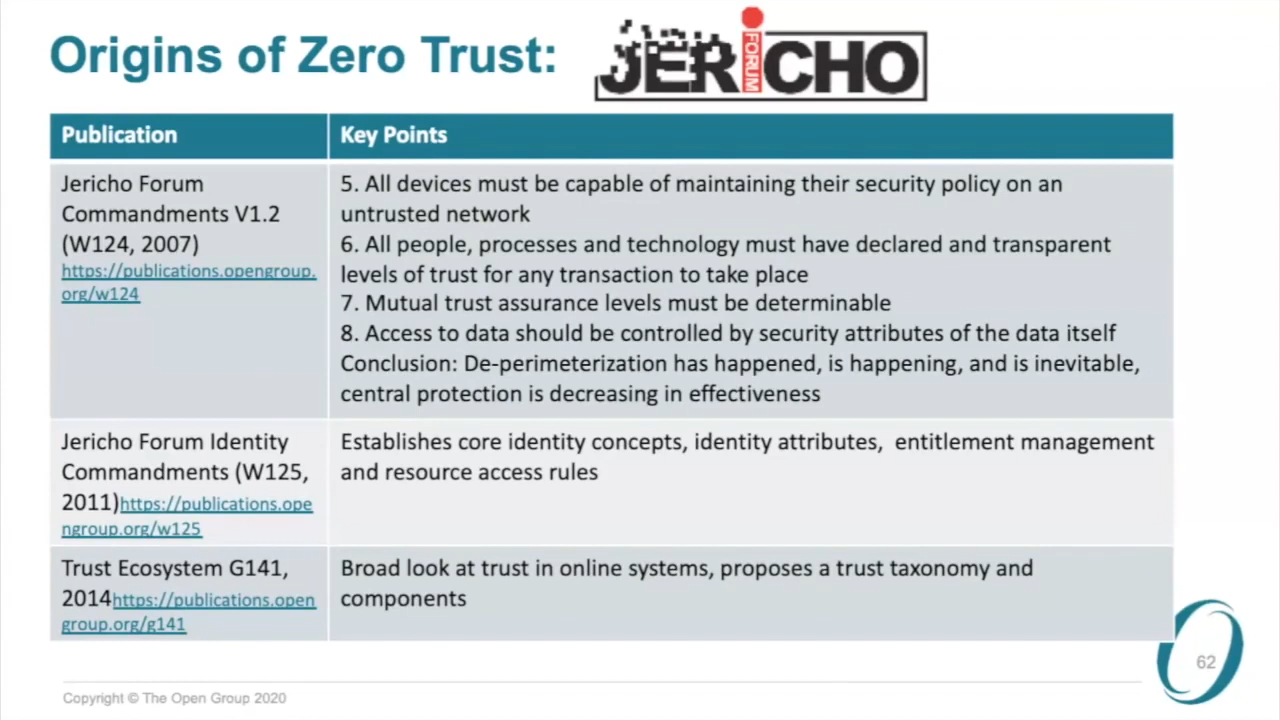 Origins of Zero Trust:
JERiCHO
FORUM
Publication
Key Points
Jericho Forum
Commandments V1.2
(W124, 2007)
https://publications.opengroup.
org/w124
5. All devices must be capable of maintaining their security policy on an
untrusted network
6. All people, processes and technology must have declared and transparent
levels of trust for any transaction to take place
7. Mutual trust assurance levels must be determinable
8. Access to data should be controlled by security attributes of the data itself
Conclusion: De-perimeterization has happened, is happening, and is inevitable,
central protection is decreasing in effectiveness
Jericho Forum Identity
Commandments (W125,
2011)https://publications.ope
ngroup.org/w125
Establishes core identity concepts, identity attributes,  entitlement management
and resource access rules
Trust Ecosystem G141,
2014https://publications.open
group.org/g141
Broad look at trust in online systems, proposes a trust taxonomy and
components
62
Copyright © The Open Group 2020